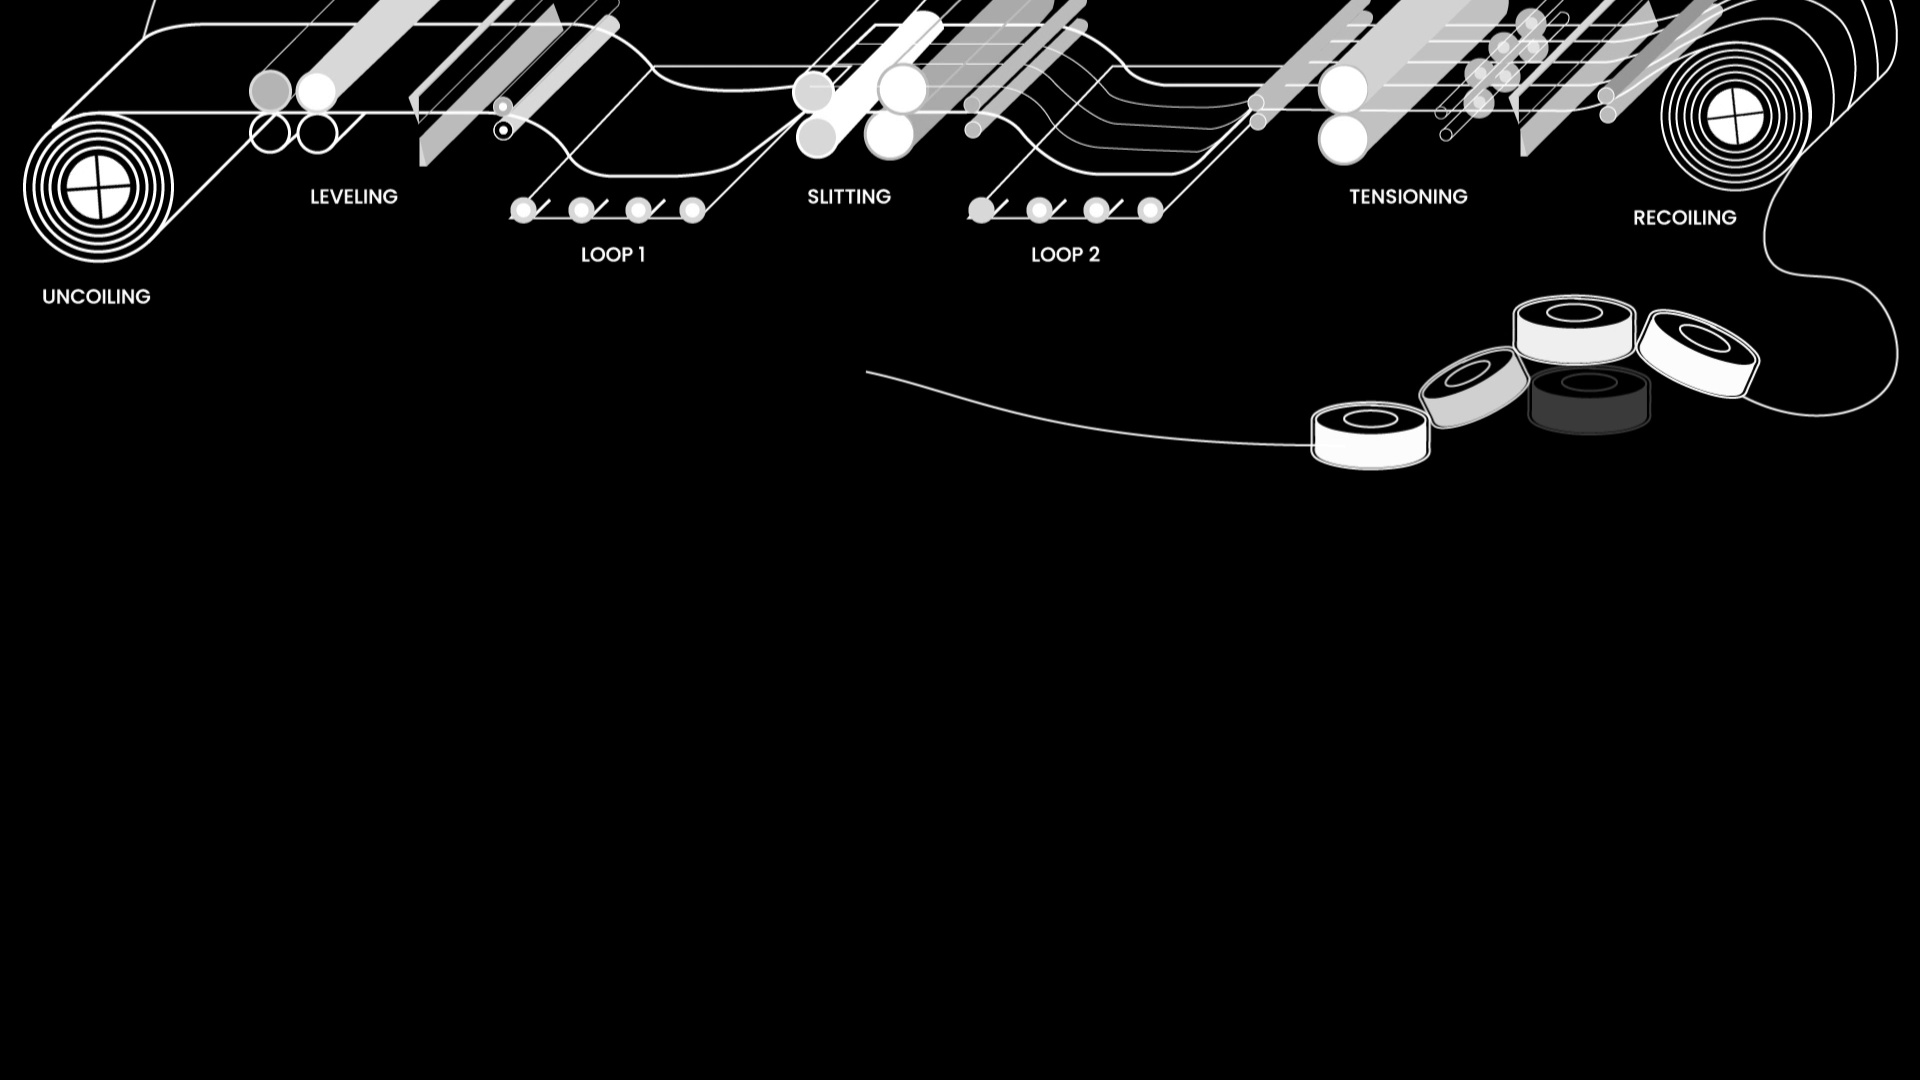 UNCOILING
LEVELING
LOOP 1
SLITTING
LOOP 2
TENSIONING
RECOILING